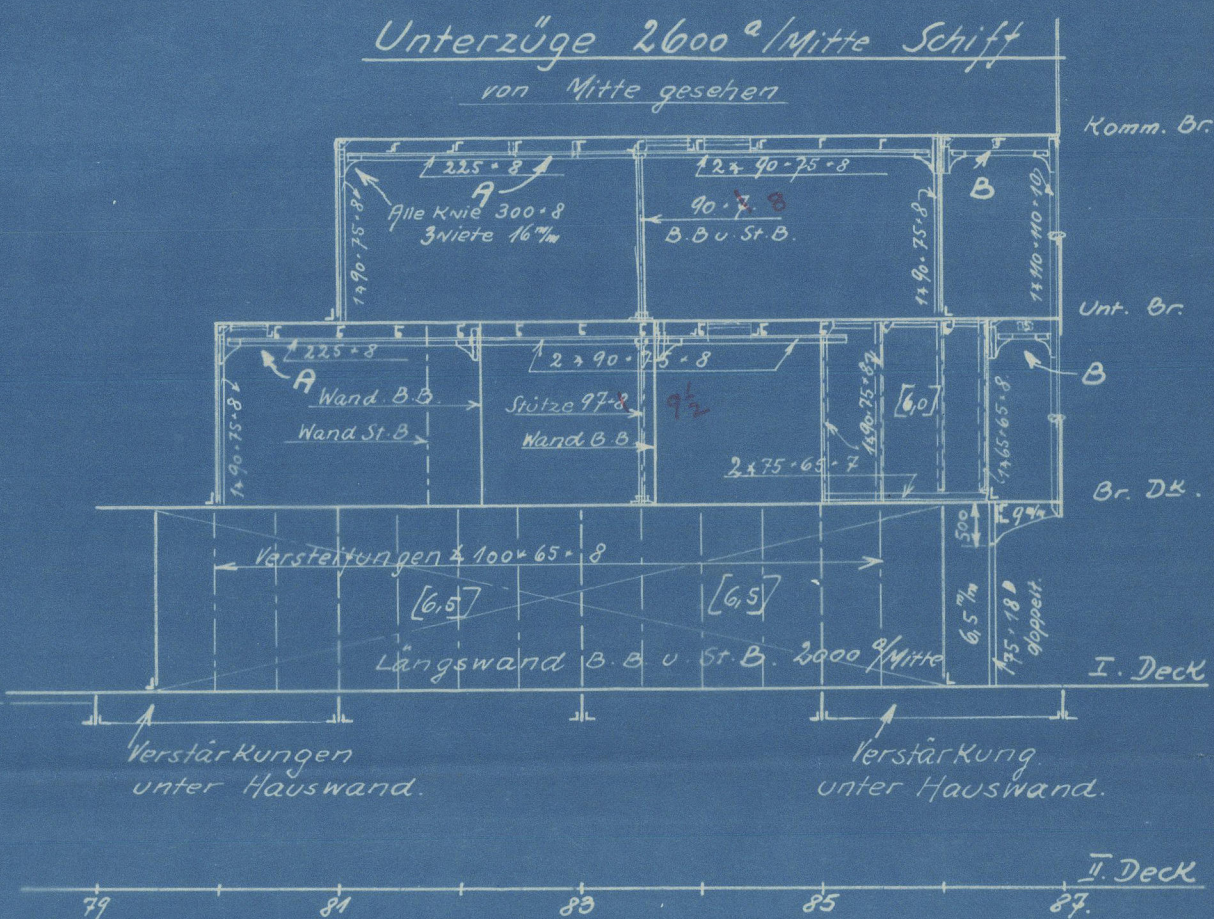 Unterzüge 2600 a/Mitte Schiff
von Mitte gesehen
Komm. Br.
225 * 8
2 * 90 * 75 * 8
A
B
Alle Knie 300 * 8
3 Niete 16 m/m
90 * 7 8
B.B u. St.B.
1 * 90 * 75 * 8
1 * 90 * 75 * 8
1 * 110 * 110 * 10
Unt. Br.
225 * 8
2 * 90 * 75 * 8
A
B
Wand B.B.
Wand St.B
Stütze 97 * 8 9½
Wand B.B.
1 * 90 * 75 * 8
1 * 90 * 75 * 8
[6,0]
1 * 65 * 65 * 8
2 * 75 * 65 * 7
Br. DK.
500
9 m/m
Versteifungen * 100 * 65 * 8
[6,5]
[6,5]
6,5 m/m
75 * 18
doppelt.
Längswand B.B. u. St.B. 2000 a/Mitte
I. Deck
Verstärkungen
unter Hauswand.
Verstärkung.
unter Hauswand.
II. Deck
79
81
83
85
87.